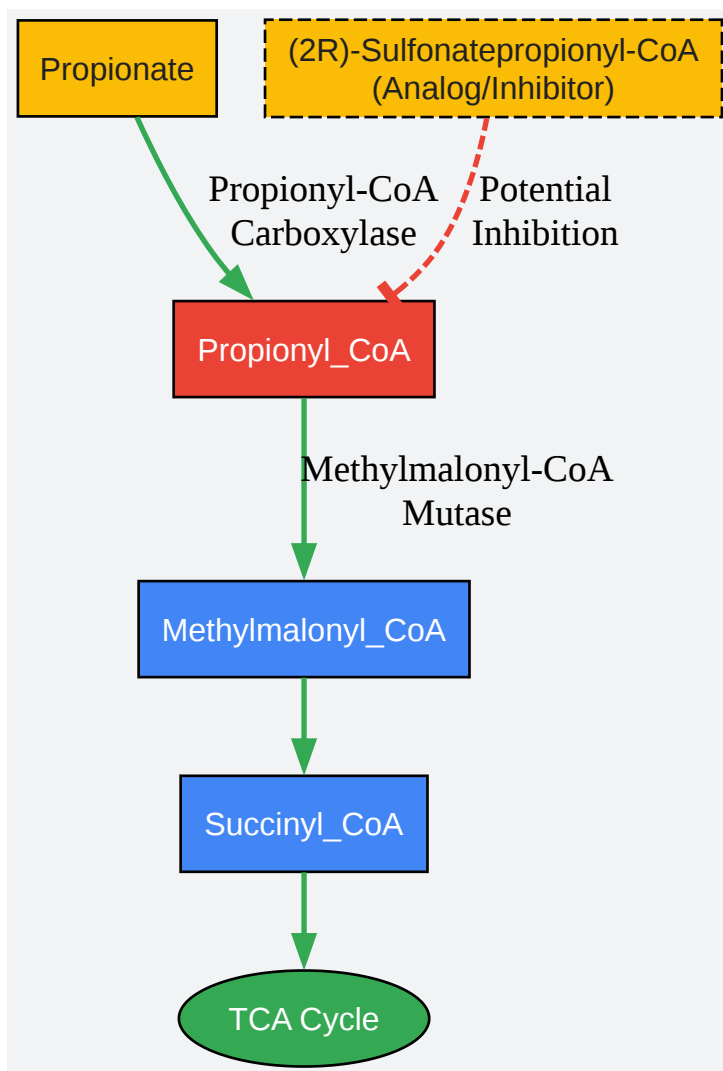 Propionate
(2R)-Sulfonatepropionyl-CoA
(Analog/Inhibitor)
Propionyl-CoA
Carboxylase
Potential
Inhibition
Propionyl_CoA
Methylmalonyl-CoA
Mutase
Methylmalonyl_CoA
Succinyl_CoA
TCA Cycle